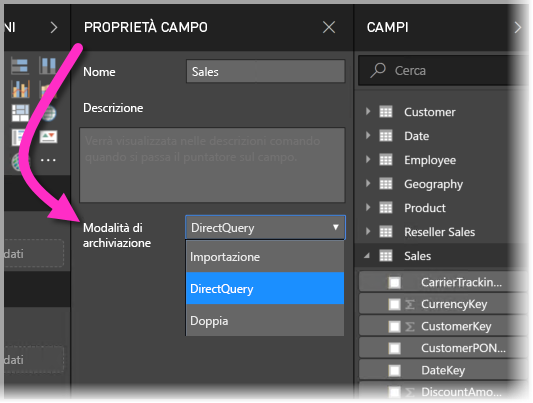 NI
PROPRIETÀ CAMPO
Nome
Sales
Descrizione
Verrà visualizzata nelle descrizioni comando
quando si passa il puntatore sul campo.
Modalità di
archiviazione
DirectQuery
Importazione
DirectQuery
Doppia
dati
dati
CAMPI
Cerca
Customer
Date
Employee
Geography
Product
Reseller Sales
Sales
CarrierTrackin...
CurrencyKey
CustomerKey
CustomerPON...
DateKey
DiscountAmo...